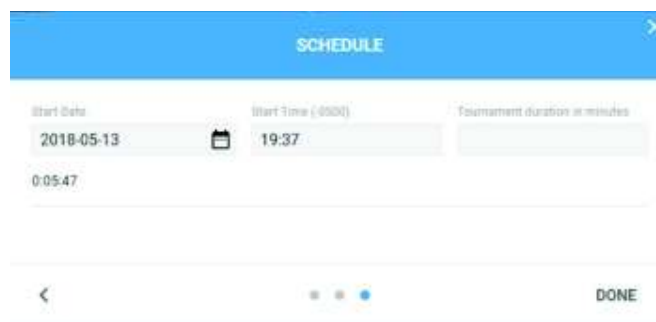 SCHEDULE
Start Date
Start Time (-0500)
Tournament duration in minutes
2018-05-13
19:37
0:05:47
DONE